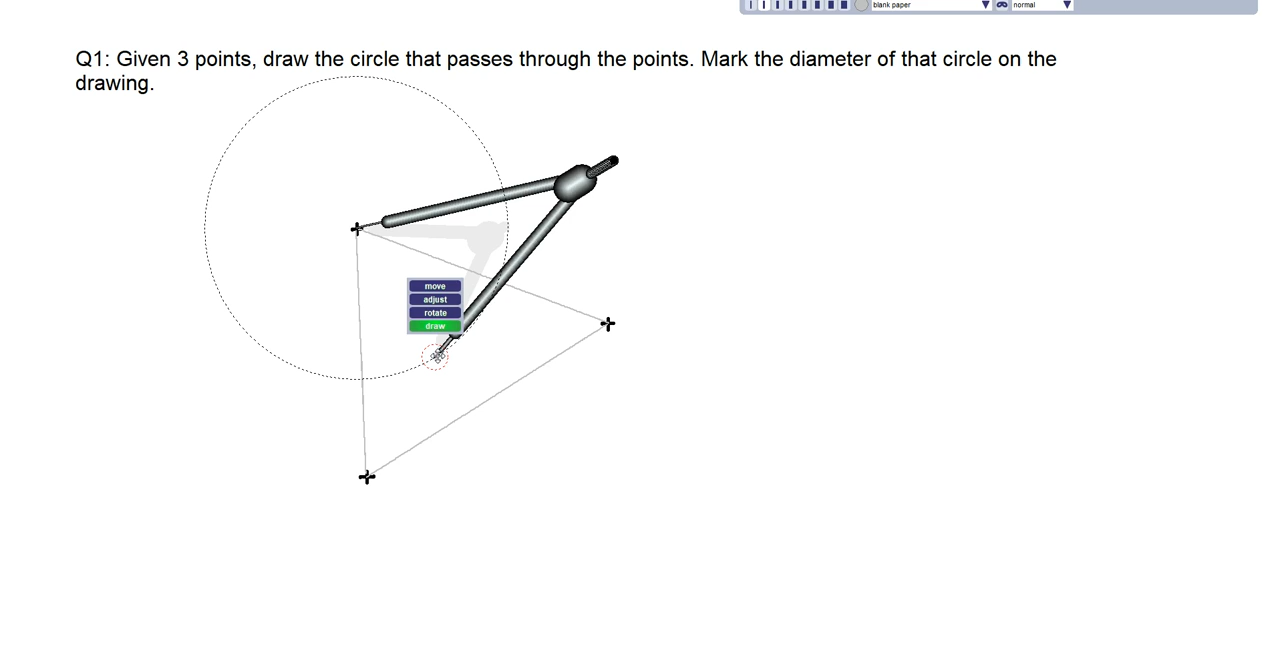 blank paper
normal
Q1: Given 3 points, draw the circle that passes through the points. Mark the diameter of that circle on the
drawing.
move
adjust
rotate
draw